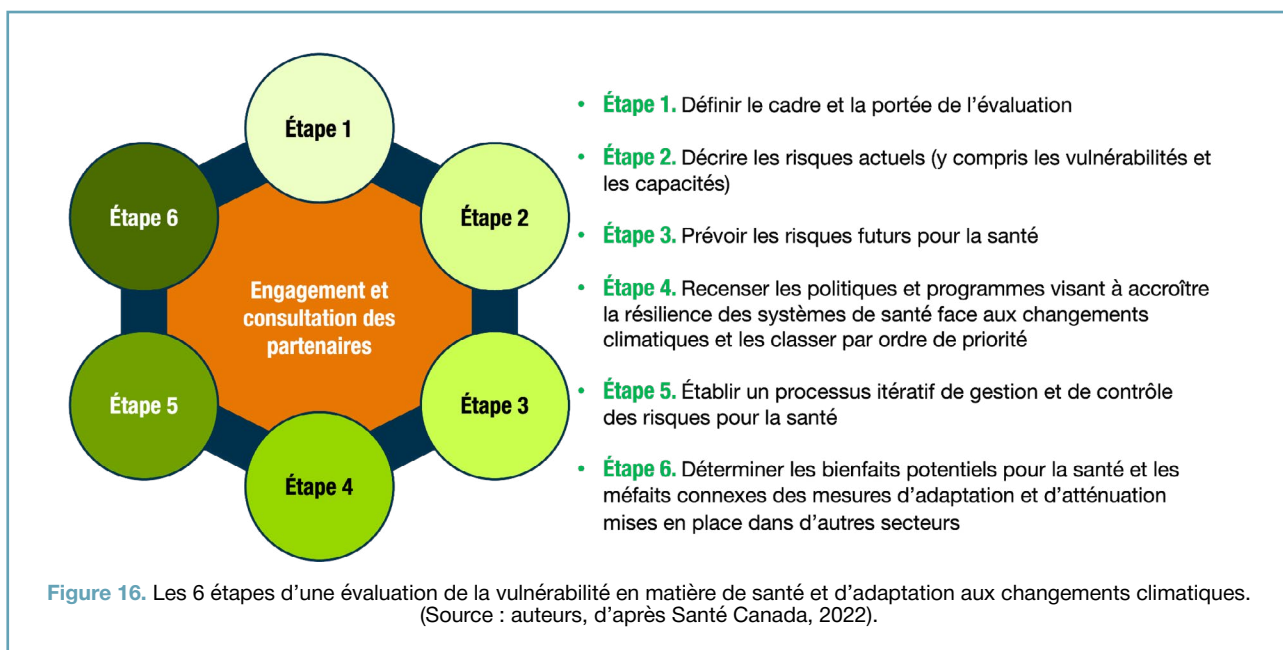 Étape 1
Étape 2
Étape 3
Étape 4
Étape 5
Étape 6
Engagement et
consultation des
partenaires
• Étape 1. Définir le cadre et la portée de l’évaluation
• Étape 2. Décrire les risques actuels (y compris les vulnérabilités et
les capacités)
• Étape 3. Prévoir les risques futurs pour la santé
• Étape 4. Recenser les politiques et programmes visant à accroître
la résilience des systèmes de santé face aux changements
climatiques et les classer par ordre de priorité
• Étape 5. Établir un processus itératif de gestion et de contrôle
des risques pour la santé
• Étape 6. Déterminer les bienfaits potentiels pour la santé et les
méfaits connexes des mesures d’adaptation et d’atténuation
mises en place dans d’autres secteurs
Figure 16. Les 6 étapes d’une évaluation de la vulnérabilité en matière de santé et d’adaptation aux changements climatiques.
(Source : auteurs, d’après Santé Canada, 2022).